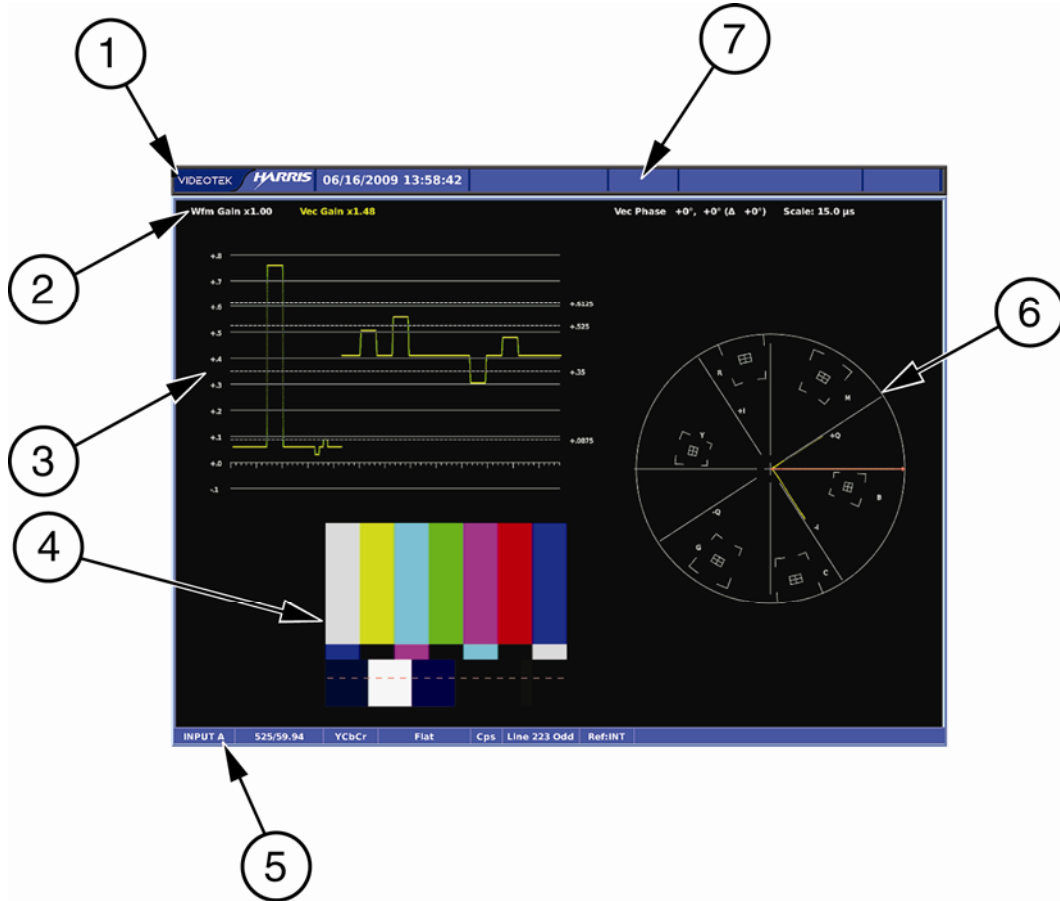 1
7
VIDEOTEK HARRIS 06/16/2009 13:58:42
Wfm Gain x1.00 Vec Gain x1.48 Vec Phase +0°, +0° (Δ +0°) Scale: 15.0 µs
2
+.8
+.7
+.6
+.5
+.4
+.3
+.2
+.1
+.0
-.1
+.6125
+.525
+.35
+.0875
3
6
R
M
+I
+Q
Y
B
-Q
-I
G
C
4
INPUT A 525/59.94 YCbCr Flat Cps Line 223 Odd Ref:INT
5